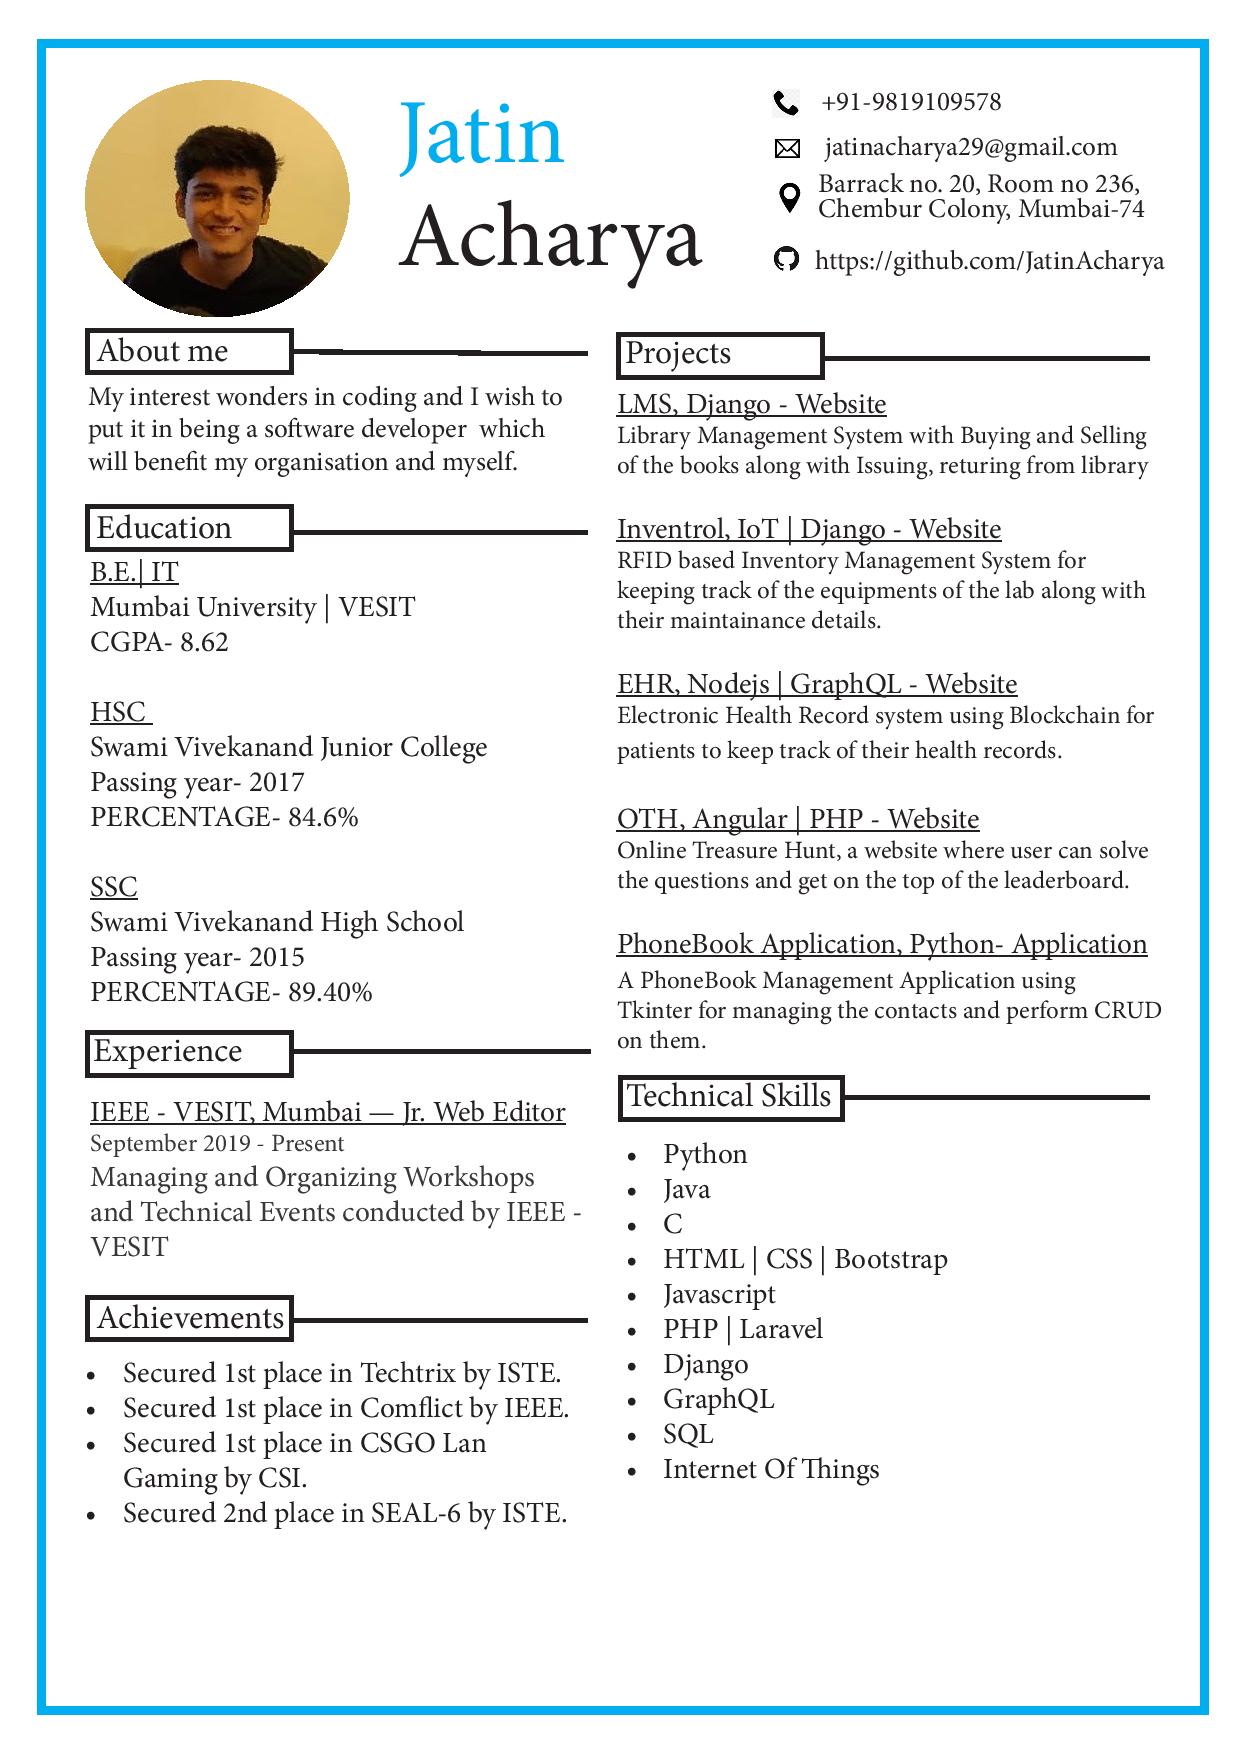 Jatin
Acharya
+91-9819109578
jatinacharya29@gmail.com
Barrack no. 20, Room no 236,
Chembur Colony, Mumbai-74
https://github.com/JatinAcharya
About me
My interest wonders in coding and I wish to
put it in being a software developer  which
will benefit my organisation and myself.
Education
B.E.| IT
Mumbai University | VESIT
CGPA- 8.62
HSC
Swami Vivekanand Junior College
Passing year- 2017
PERCENTAGE- 84.6%
SSC
Swami Vivekanand High School
Passing year- 2015
PERCENTAGE- 89.40%
Experience
IEEE - VESIT, Mumbai — Jr. Web Editor
September 2019 - Present
Managing and Organizing Workshops
and Technical Events conducted by IEEE -
VESIT
Achievements
• Secured 1st place in Techtrix by ISTE.
• Secured 1st place in Comflict by IEEE.
• Secured 1st place in CSGO Lan
Gaming by CSI.
• Secured 2nd place in SEAL-6 by ISTE.
Projects
LMS, Django - Website
Library Management System with Buying and Selling
of the books along with Issuing, returing from library
Inventrol, IoT | Django - Website
RFID based Inventory Management System for
keeping track of the equipments of the lab along with
their maintainance details.
EHR, Nodejs | GraphQL - Website
Electronic Health Record system using Blockchain for
patients to keep track of their health records.
OTH, Angular | PHP - Website
Online Treasure Hunt, a website where user can solve
the questions and get on the top of the leaderboard.
PhoneBook Application, Python- Application
A PhoneBook Management Application using
Tkinter for managing the contacts and perform CRUD
on them.
Technical Skills
• Python
• Java
• C
• HTML | CSS | Bootstrap
• Javascript
• PHP | Laravel
• Django
• GraphQL
• SQL
• Internet Of Things